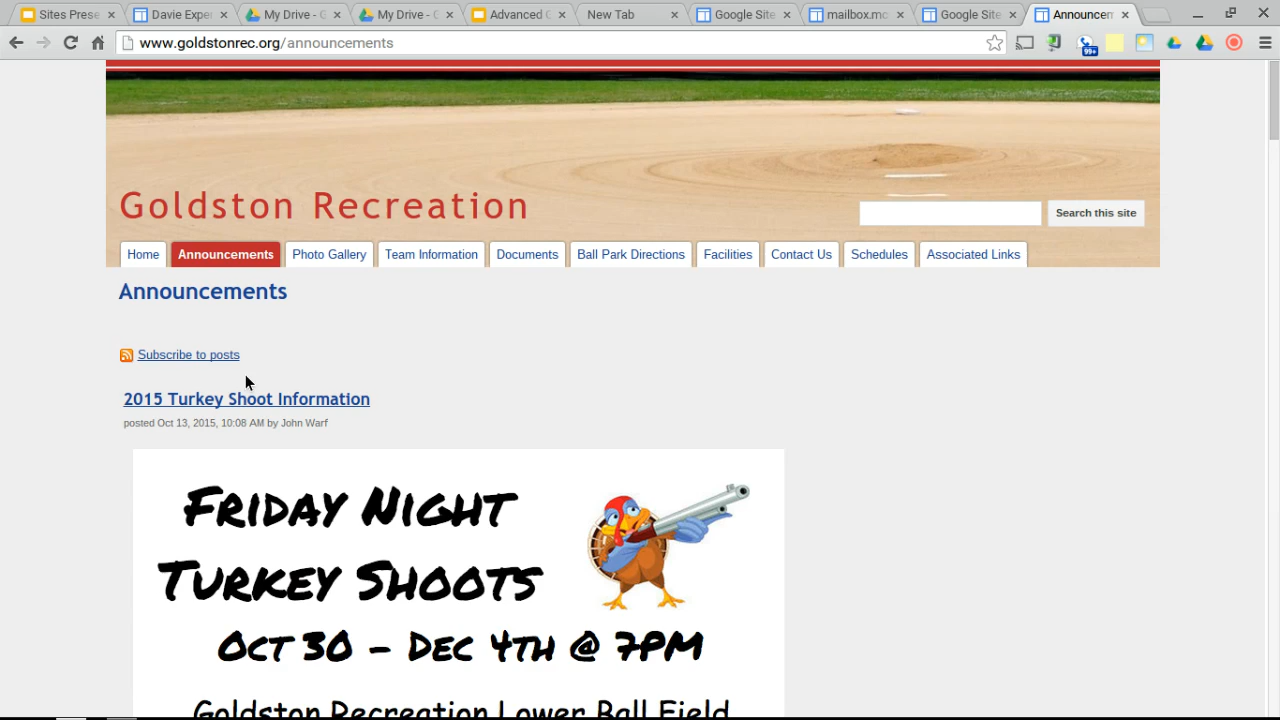 Sites Prese
Davie Exper
My Drive - G
My Drive - G
Advanced G
New Tab
Google Site
mailbox.mo
Google Site
Announcem
www.goldstonrec.org/announcements
99+
Goldston Recreation
Search this site
Home
Announcements
Photo Gallery
Team Information
Documents
Ball Park Directions
Facilities
Contact Us
Schedules
Associated Links
Announcements
Subscribe to posts
2015 Turkey Shoot Information
posted Oct 13, 2015, 10:08 AM by John Warf
Friday Night
Turkey Shoots
Oct 30 – Dec 4th @ 7PM
Goldston Recreation Lower Ball Field